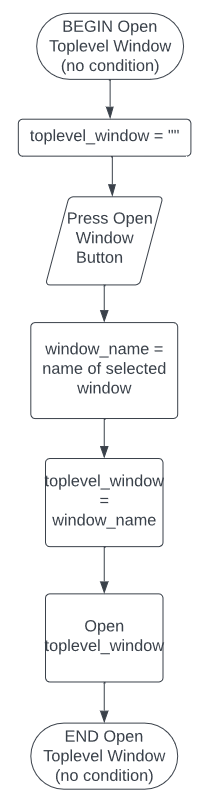 BEGIN Open
Toplevel Window
(no condition)
toplevel_window = ""
Press Open
Window
Button
window_name =
name of selected
window
toplevel_window
=
window_name
Open
toplevel_window
END Open
Toplevel Window
(no condition)